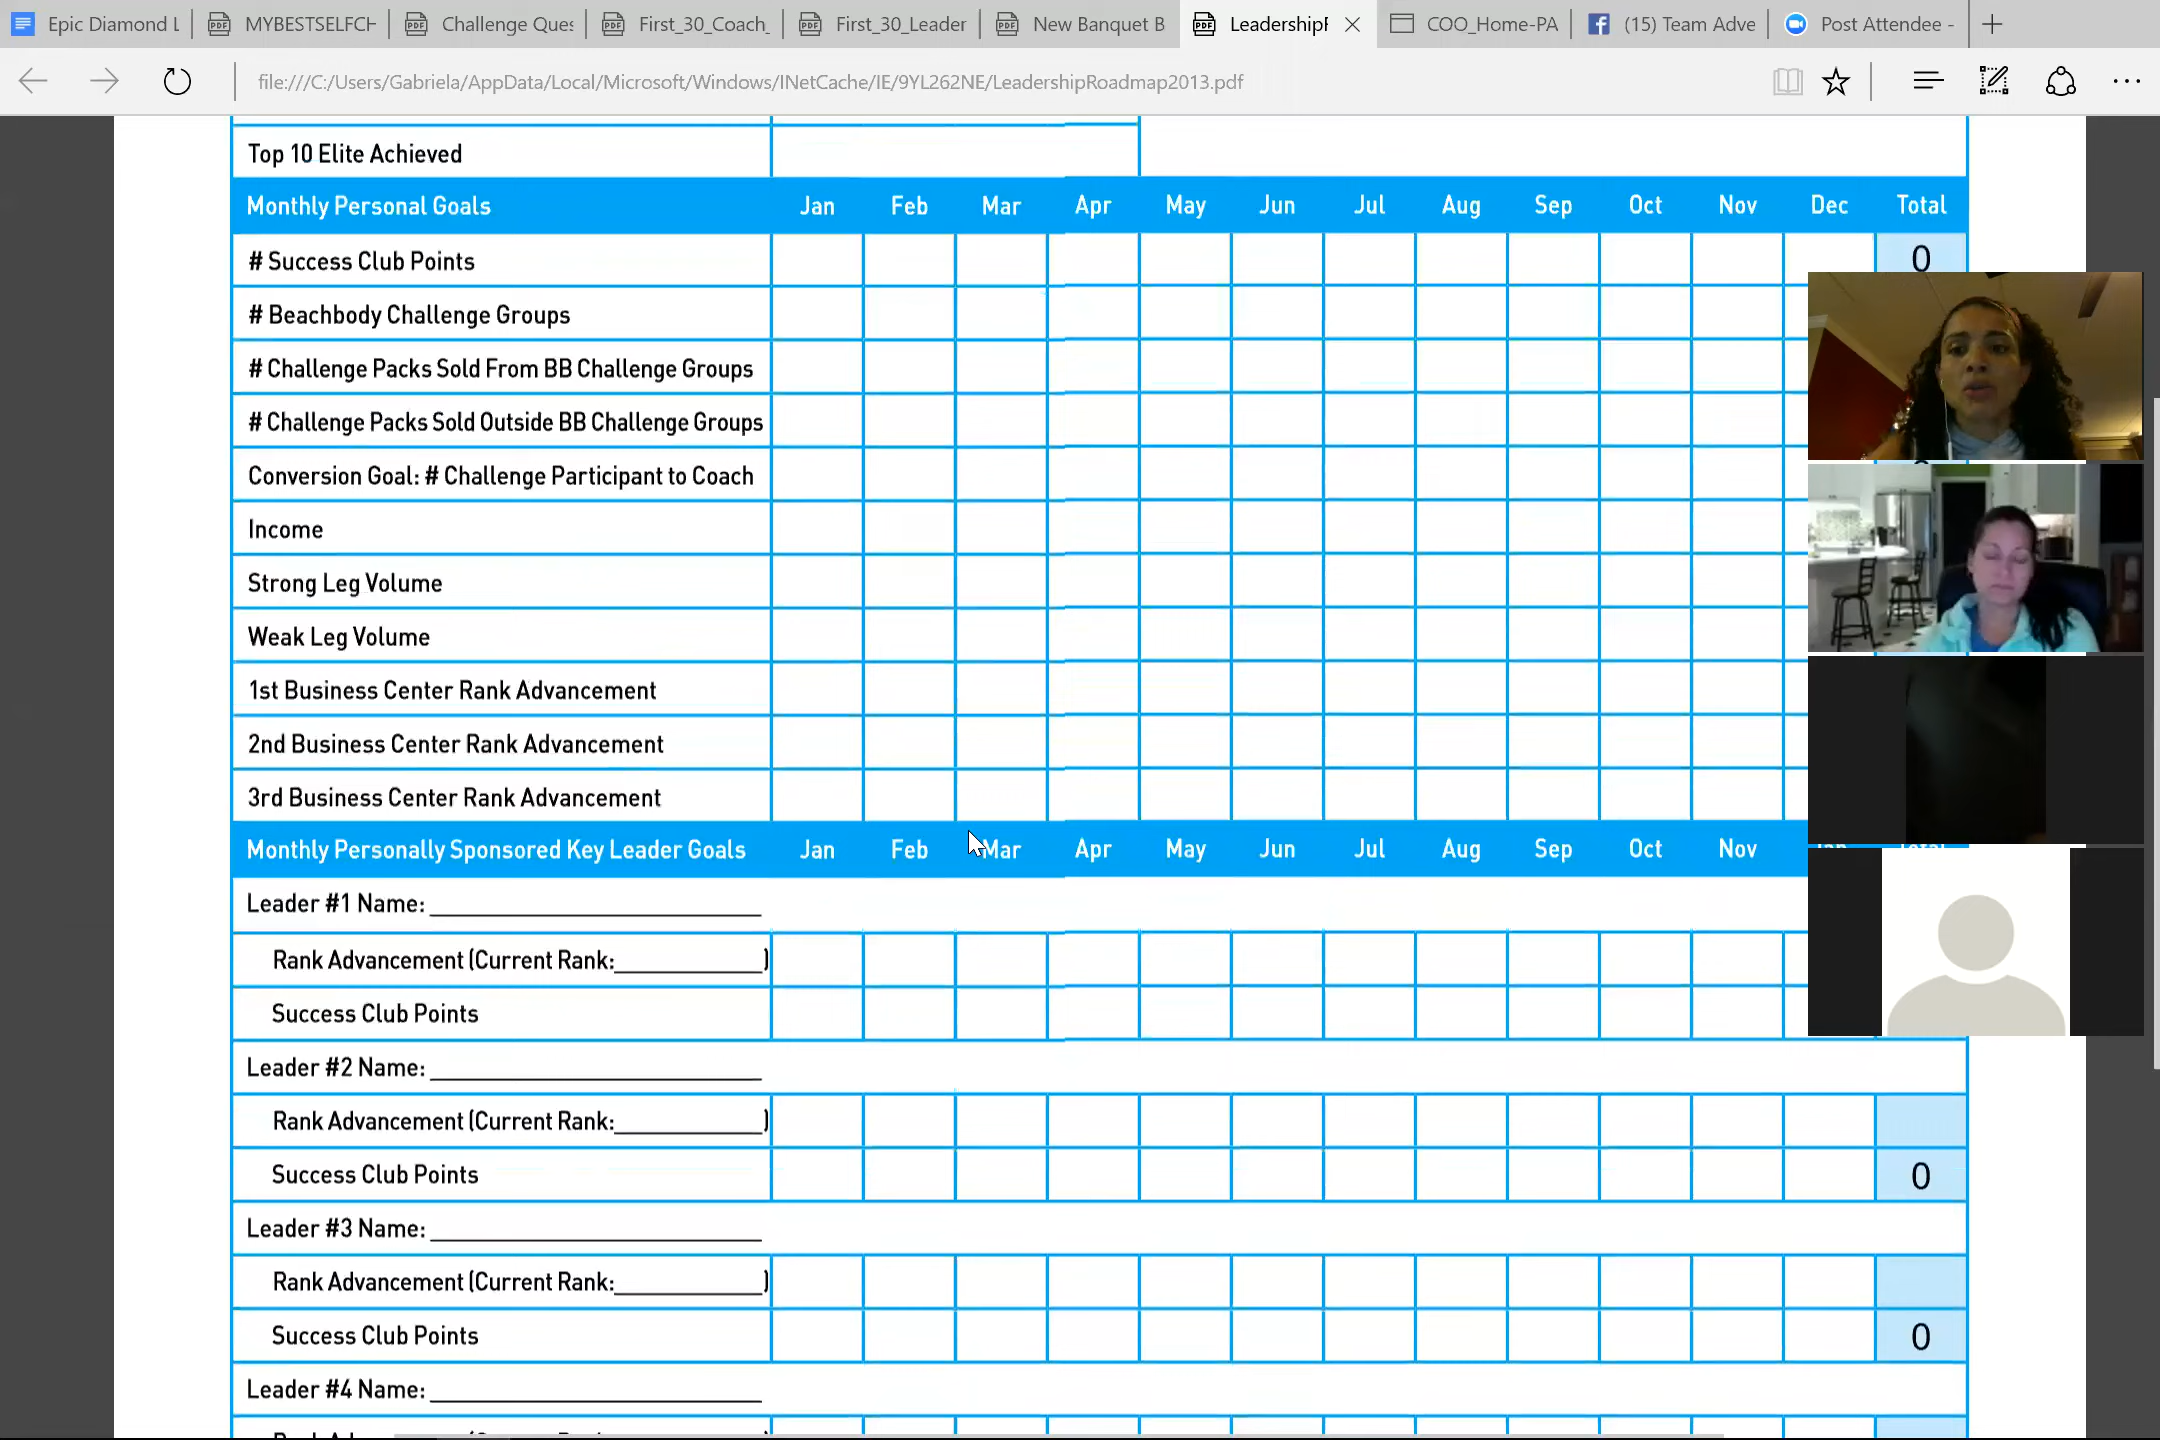 Epic Diamond L
MYBESTSELFCH
Challenge Ques
First_30_Coach_
First_30_Leader
New Banquet B
LeadershipF
COO_Home-PA
(15) Team Adve
Post Attendee -
file:///C:/Users/Gabriela/AppData/Local/Microsoft/Windows/INetCache/IE/9YL262NE/LeadershipRoadmap2013.pdf
Top 10 Elite Achieved
Monthly Personal Goals Jan Feb Mar Apr May Jun Jul Aug Sep Oct Nov Dec Total
# Success Club Points 0
# Beachbody Challenge Groups
# Challenge Packs Sold From BB Challenge Groups
# Challenge Packs Sold Outside BB Challenge Groups
Conversion Goal: # Challenge Participant to Coach
Income
Strong Leg Volume
Weak Leg Volume
1st Business Center Rank Advancement
2nd Business Center Rank Advancement
3rd Business Center Rank Advancement
Monthly Personally Sponsored Key Leader Goals Jan Feb Mar Apr May Jun Jul Aug Sep Oct Nov
Leader #1 Name:
Rank Advancement (Current Rank: )
Success Club Points
Leader #2 Name:
Rank Advancement (Current Rank: )
Success Club Points 0
Leader #3 Name:
Rank Advancement (Current Rank: )
Success Club Points 0
Leader #4 Name: